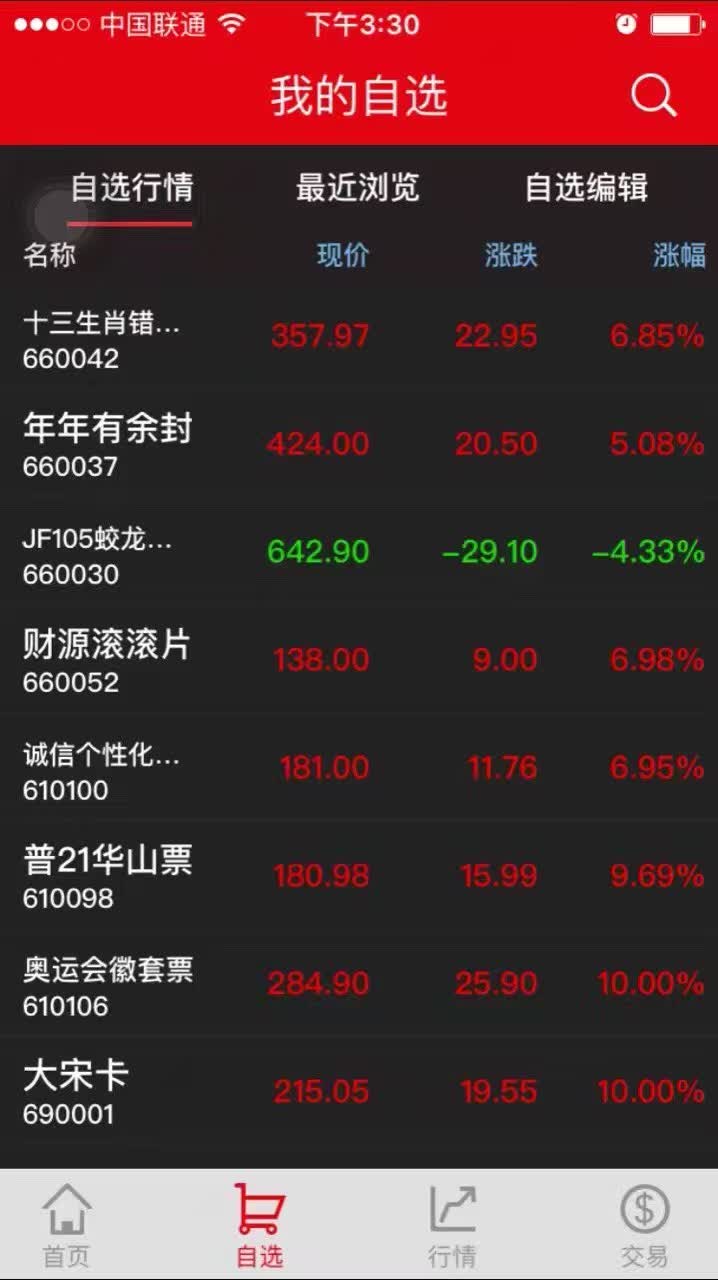 中国联通 下午3:30
我的自选
自选行情 最近浏览 自选编辑
名称 现价 涨跌 涨幅
十三生肖错... 357.97 22.95 6.85%
660042
年年有余封 424.00 20.50 5.08%
660037
JF105蛟龙... 642.90 -29.10 -4.33%
660030
财源滚滚片 138.00 9.00 6.98%
660052
诚信个性化... 181.00 11.76 6.95%
610100
普21华山票 180.98 15.99 9.69%
610098
奥运会徽套票 284.90 25.90 10.00%
610106
大宋卡 215.05 19.55 10.00%
690001
首页 自选 行情 交易